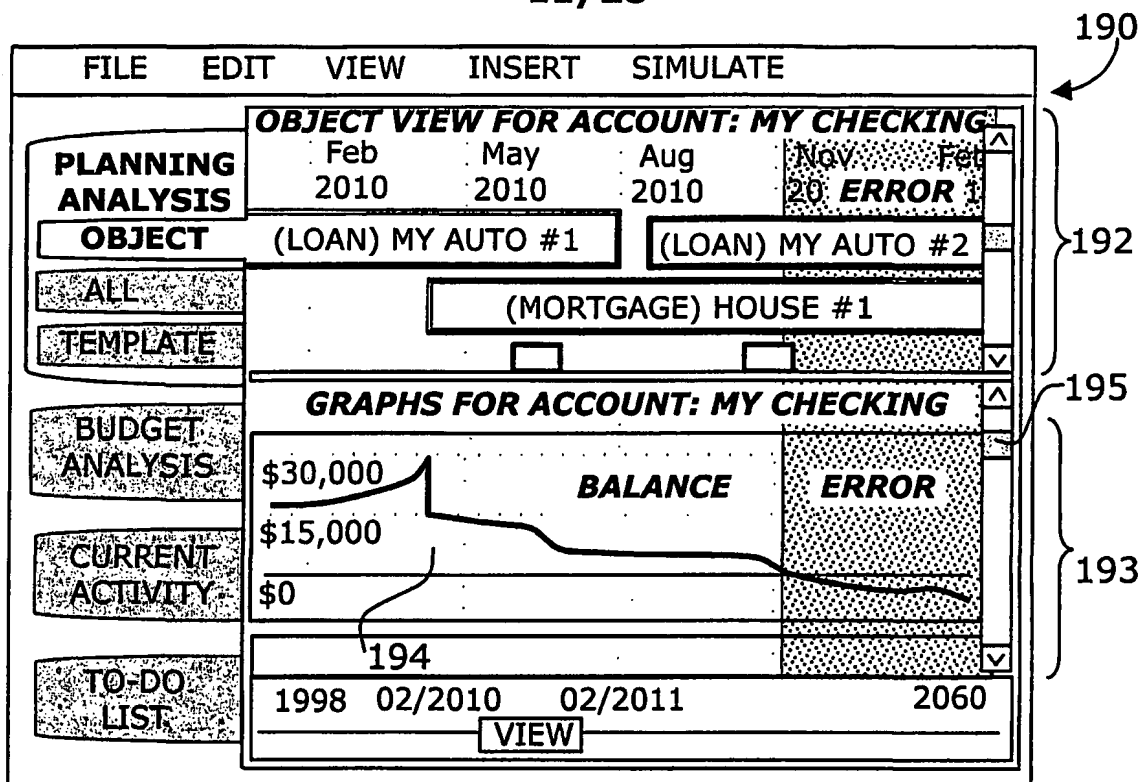 190
FILE EDIT VIEW INSERT SIMULATE
OBJECT VIEW FOR ACCOUNT: MY CHECKING
PLANNING ANALYSIS
OBJECT
ALL
TEMPLATE
BUDGET ANALYSIS
CURRENT ACTIVITY
TO-DO LIST
Feb May Aug Nov
2010 2010 2010 20 ERROR 1
(LOAN) MY AUTO #1 (LOAN) MY AUTO #2
(MORTGAGE) HOUSE #1
192
GRAPHS FOR ACCOUNT: MY CHECKING
195
$30,000 BALANCE ERROR
$15,000
$0
193
194
1998 02/2010 02/2011 2060
VIEW